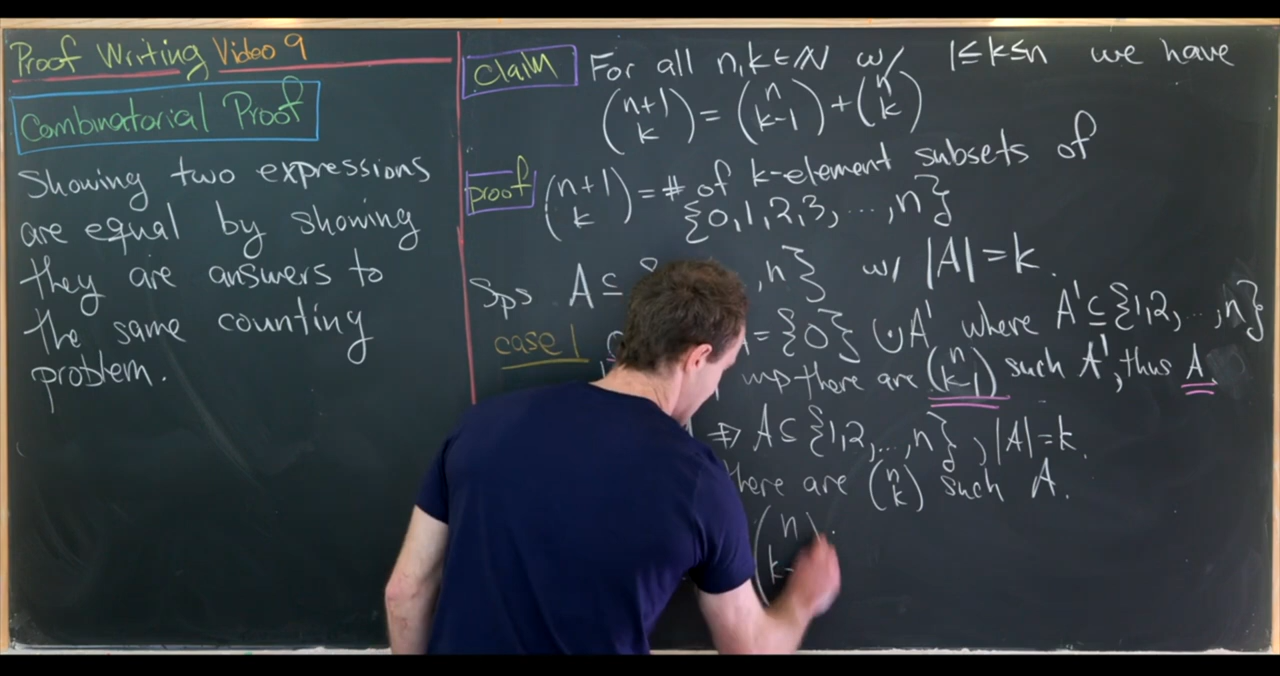 Proof Writing Video 9
Combinatorial Proof
Showing two expressions
are equal by showing
they are answers to
the same counting
problem.
Claim For all n,k∈ℕ w/ 1≤k≤n we have
(n+1 k) = (n k-1) + (n k)
proof (n+1 k) = # of k-element subsets of
{0,1,2,3,...,n}
Sps A ⊆ { ,n} w/ |A|=k.
case 1 = {0} ∪ A' where A' ⊆ {1,2,...,n}
there are (n k-1) such A', thus A.
⇒ A ⊆ {1,2,...,n}, |A|=k.
there are (n k) such A.
(n k-